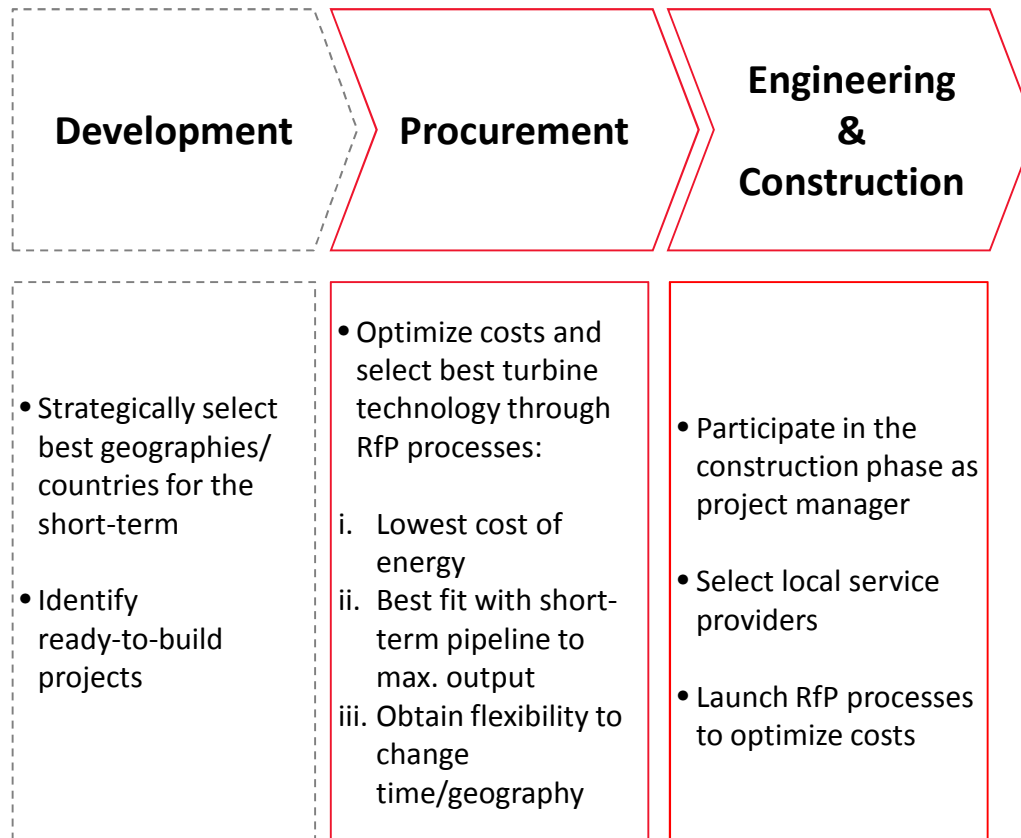 Development
Procurement
Engineering
&
Construction
• Strategically select
best geographies/
countries for the
short-term
• Identify
ready-to-build
projects
• Optimize costs and
select best turbine
technology through
RfP processes:
i. Lowest cost of
energy
ii. Best fit with short-
term pipeline to
max. output
iii. Obtain flexibility to
change
time/geography
• Participate in the
construction phase as
project manager
• Select local service
providers
• Launch RfP processes
to optimize costs